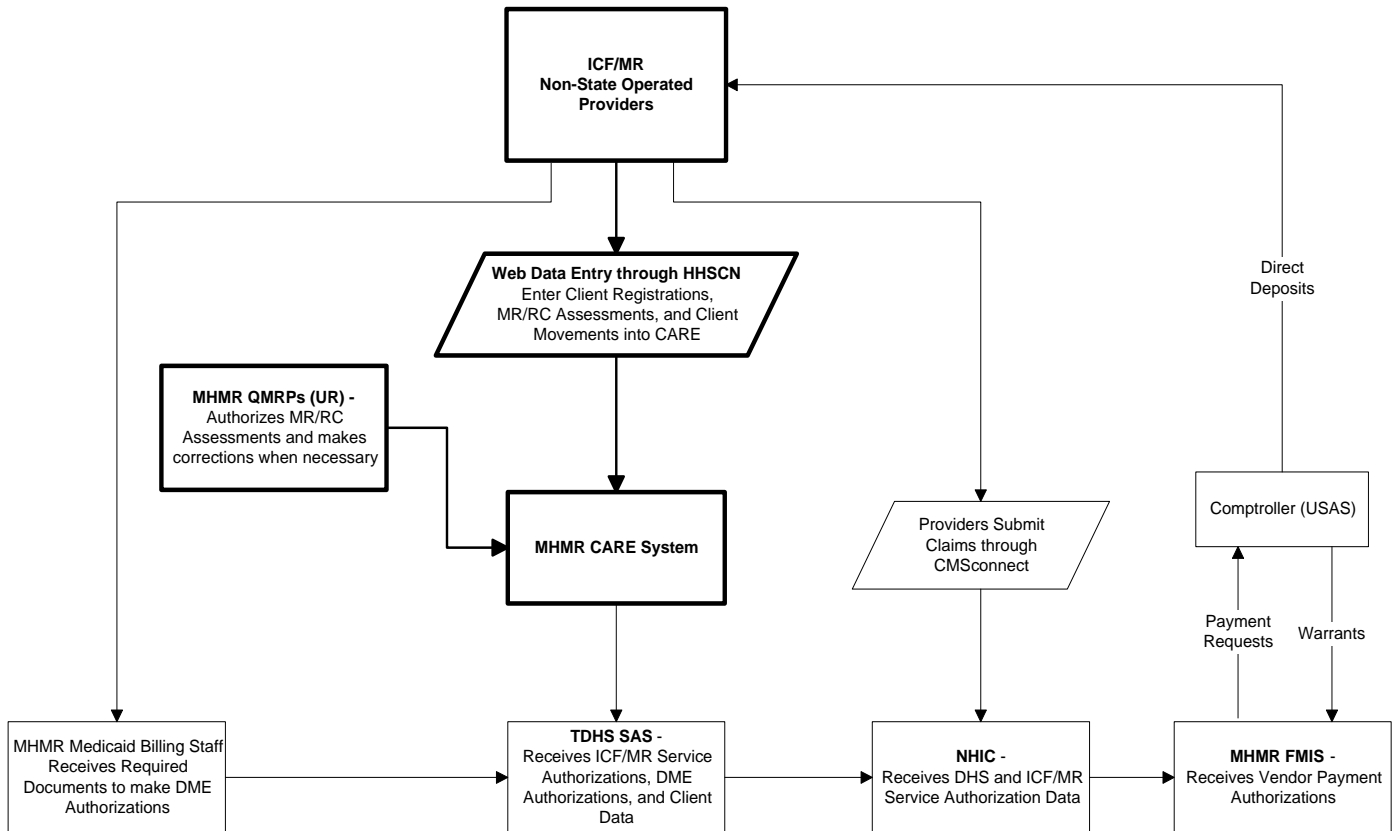 ICF/MR
Non-State Operated
Providers
Direct
Deposits
Web Data Entry through HHSCN
Enter Client Registrations,
MR/RC Assessments, and Client
Movements into CARE
MHMR QMRPs (UR) -
Authorizes MR/RC
Assessments and makes
corrections when necessary
MHMR CARE System
Providers Submit
Claims through
CMSconnect
Comptroller (USAS)
Payment
Requests
Warrants
MHMR Medicaid Billing Staff
Receives Required
Documents to make DME
Authorizations
TDHS SAS -
Receives ICF/MR Service
Authorizations, DME
Authorizations, and Client
Data
NHIC -
Receives DHS and ICF/MR
Service Authorization Data
MHMR FMIS -
Receives Vendor Payment
Authorizations